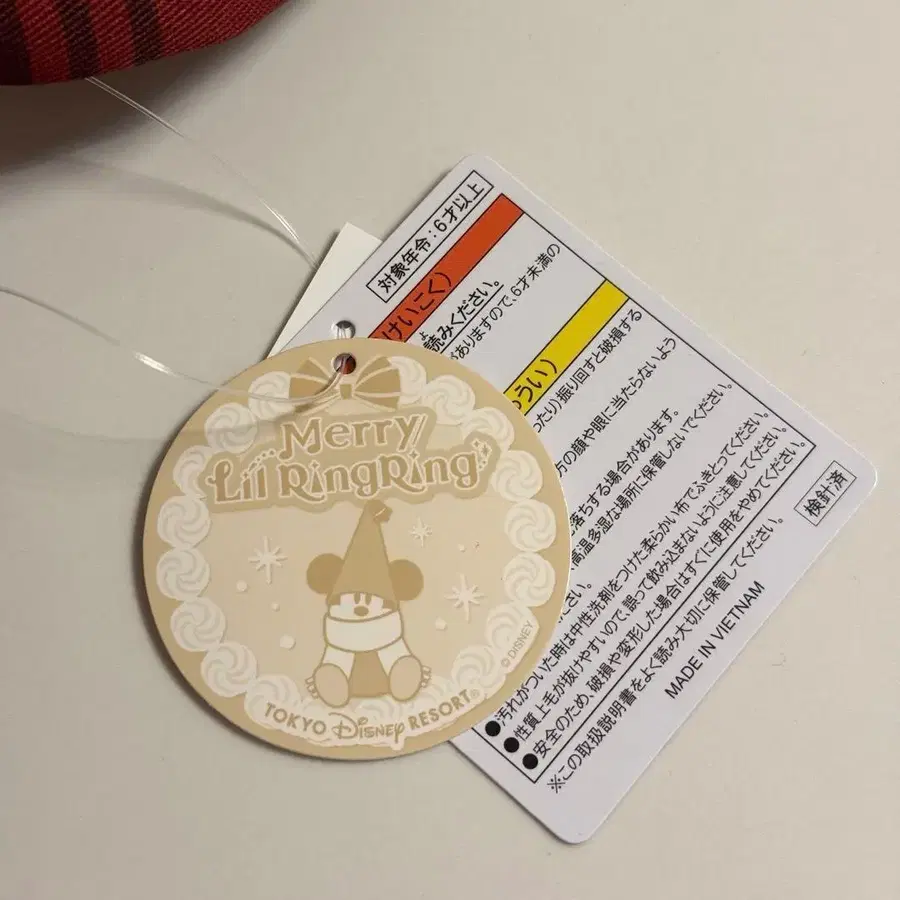 Merry
Lil RingRing
© DISNEY
TOKYO Disney RESORT®
対象年令：6才以上
けいこく）
読みください。
がありますので、6才未満の
うい）
ったり）振り回すと破損する
方の顔や眼に当たらないよう
落ちする場合があります。
高温多湿な場所に保管しないでください。
ださい。
●汚れがついた時は中性洗剤をつけた柔らかい布でふきとってください。
●性質上毛が抜けやすいので、誤って飲み込まないように注意してください。
●安全のため、破損や変形した場合はすぐに使用をやめてください。
※この取扱説明書をよく読み大切に保管してください。
MADE IN VIETNAM
検針済